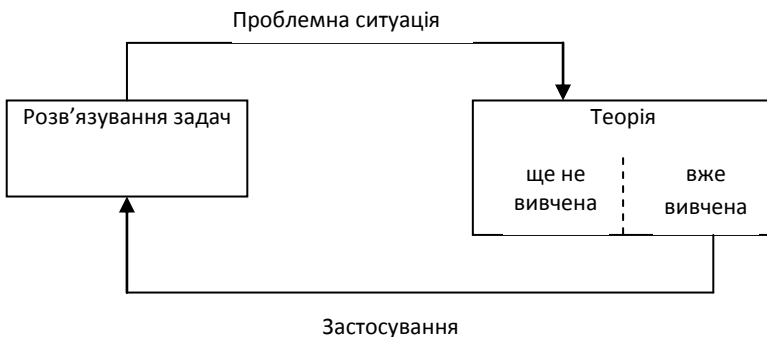 Проблемна ситуація
Розв’язування задач
Теорія
ще не
вивчена
вже
вивчена
Застосування